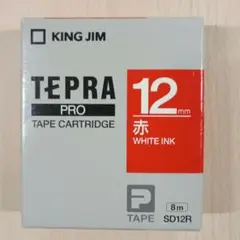 KING JIM
TEPRA
PRO
TAPE CARTRIDGE
12mm
赤
WHITE INK
P
TAPE
8m
SD12R